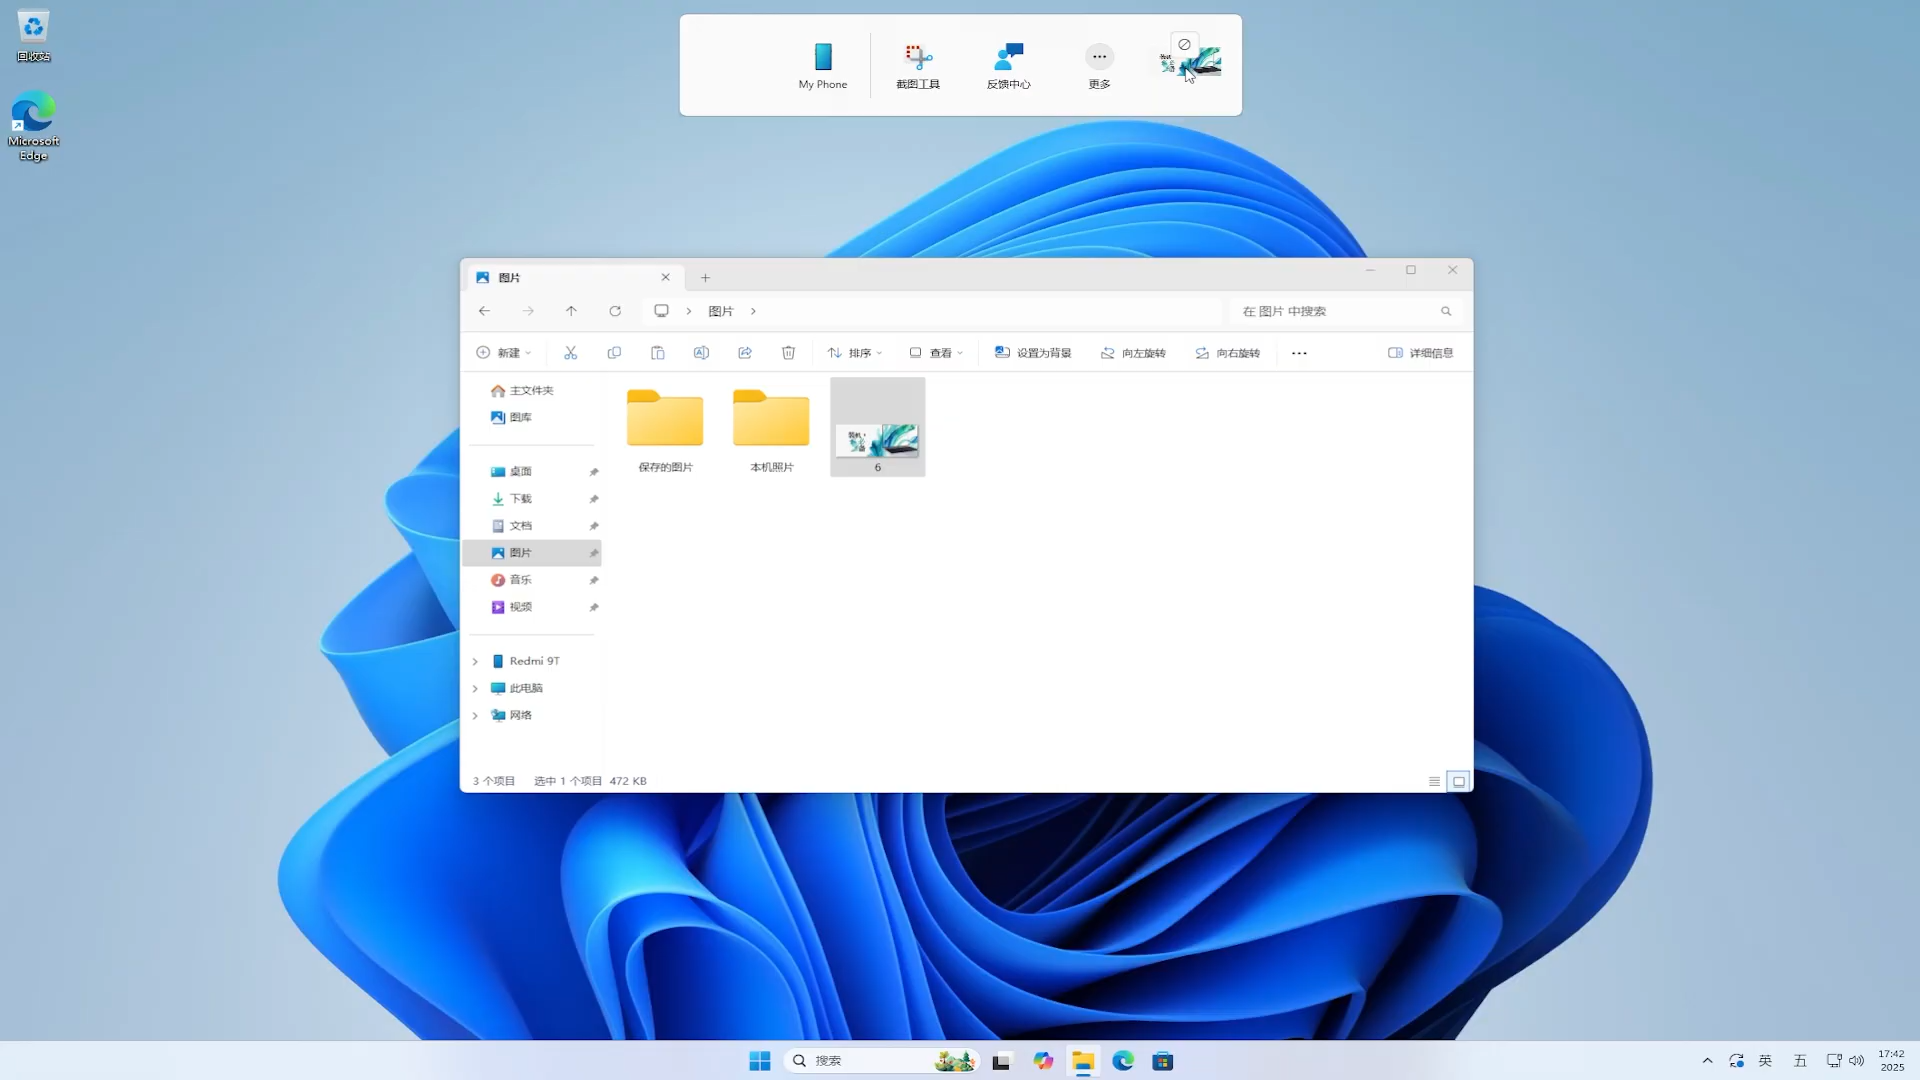 回收站
Microsoft
Edge
My Phone
截图工具
反馈中心
更多
图片
图片
在 图片 中搜索
新建
排序
查看
设置为背景
向左旋转
向右旋转
详细信息
主文件夹
图库
桌面
下载
文档
图片
音乐
视频
Redmi 9T
此电脑
网络
保存的图片
本机照片
6
3 个项目
选中 1 个项目 472 KB
搜索
英
五
17:42
2025